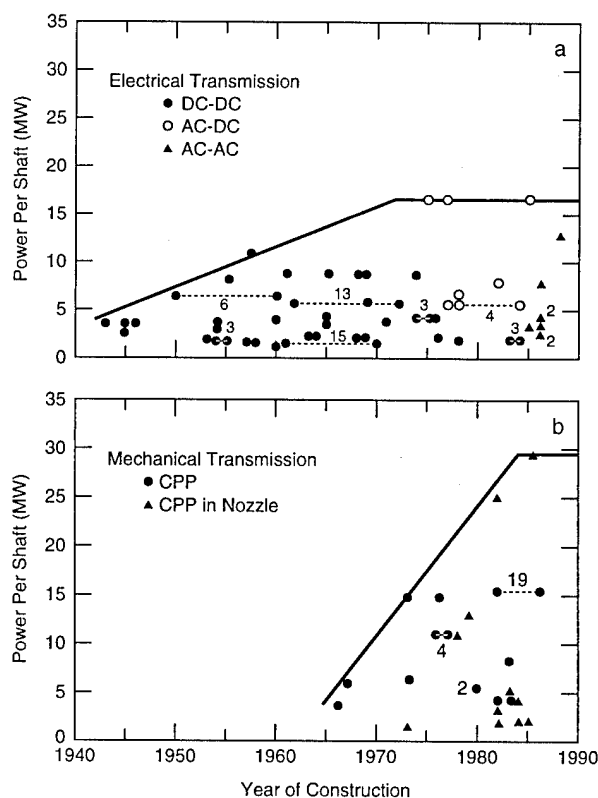 35
a
30
Electrical Transmission
DC-DC
25
AC-DC
AC-AC
20
15
10
13
6
3
4
2
5
3
15
3
2
0
Power Per Shaft (MW)
35
b
30
Mechanical Transmission
CPP
25
CPP in Nozzle
20
19
15
10
4
2
5
0
Power Per Shaft (MW)
1940 1950 1960 1970 1980 1990
Year of Construction